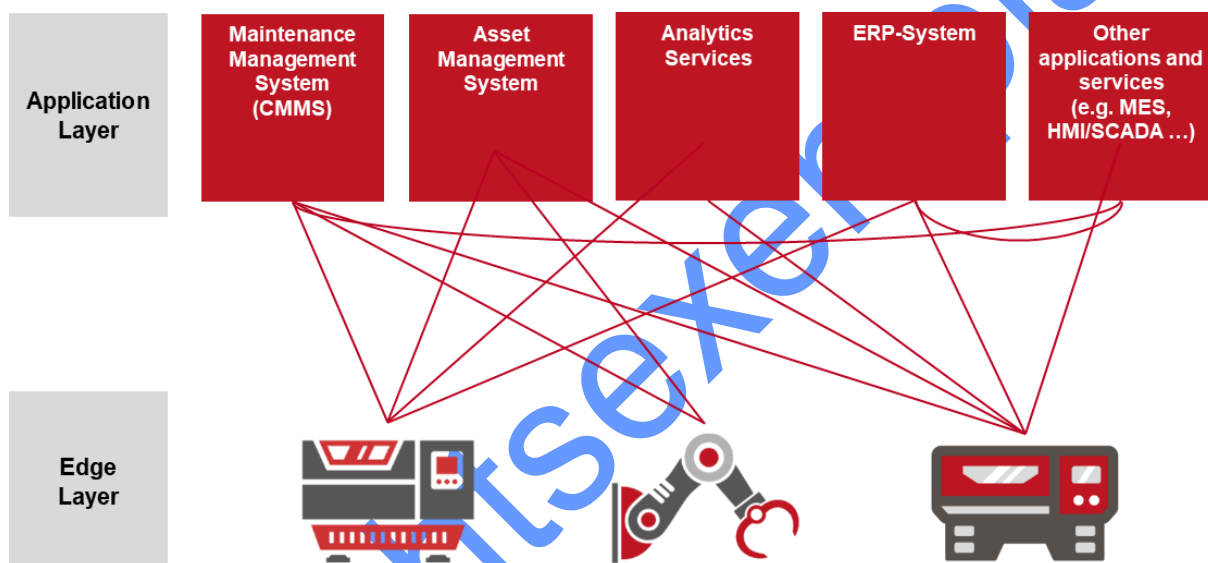 Application
Layer
Maintenance
Management
System
(CMMS)
Asset
Management
System
Analytics
Services
ERP-System
Other
applications and
services
(e.g. MES,
HMI/SCADA ...)
Edge
Layer